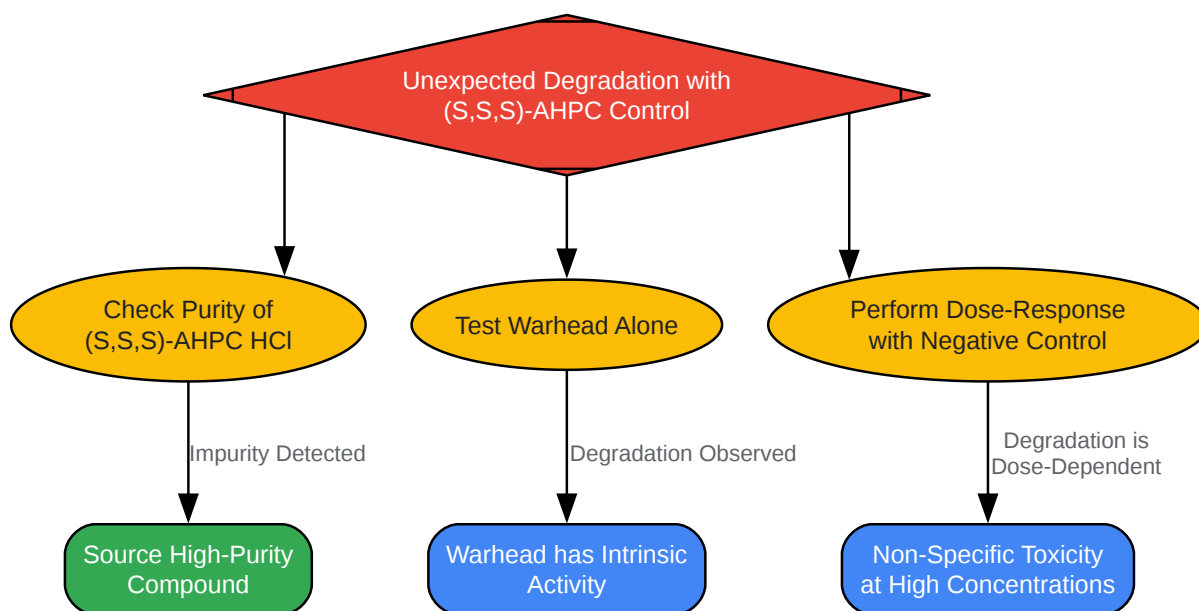 Unexpected Degradation with
(S,S,S)-AHPC Control
Check Purity of
(S,S,S)-AHPC HCl
Test Warhead Alone
Perform Dose-Response
with Negative Control
Impurity Detected
Degradation Observed
Degradation is
Dose-Dependent
Source High-Purity
Compound
Warhead has Intrinsic
Activity
Non-Specific Toxicity
at High Concentrations